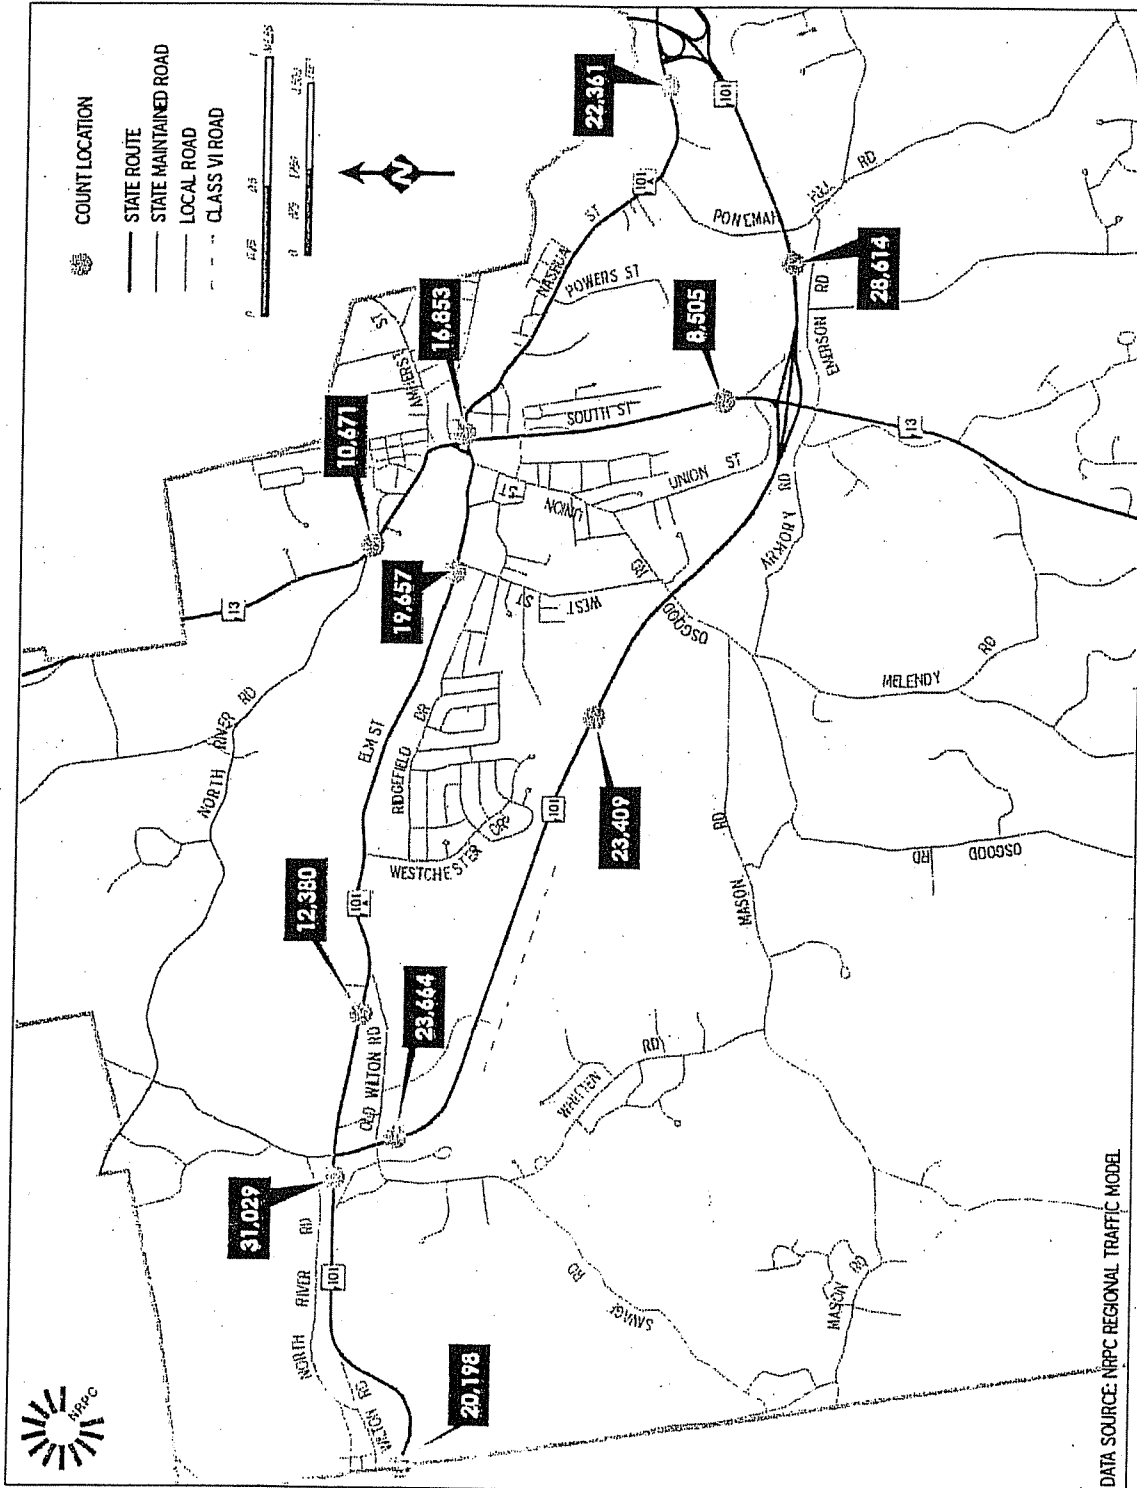 NRPC
COUNT LOCATION
STATE ROUTE
STATE MAINTAINED ROAD
LOCAL ROAD
CLASS VI ROAD
N
20,198
31,029
23,664
12,380
23,409
19,657
10,671
16,853
8,505
28,614
22,361
NORTH RIVER RD
WILTON RD
101
OLD WILTON RD
NORTH RIVER RD
101 A
ELM ST
RIDGEFIELD DR
WESTCHESTER DR
101
13
AMHERST ST
NASHUA ST
POWERS ST
SOUTH ST
UNION ST
UNION ST
WEST ST
OSGOOD RD
ARMORY RD
EMERSON RD
PONEMAH
RD
101 A
101
13
MELENDY RD
OSGOOD RD
MASON RD
WHITTEN RD
SAVAGE RD
MASON RD
DATA SOURCE: NRPC REGIONAL TRAFFIC MODEL